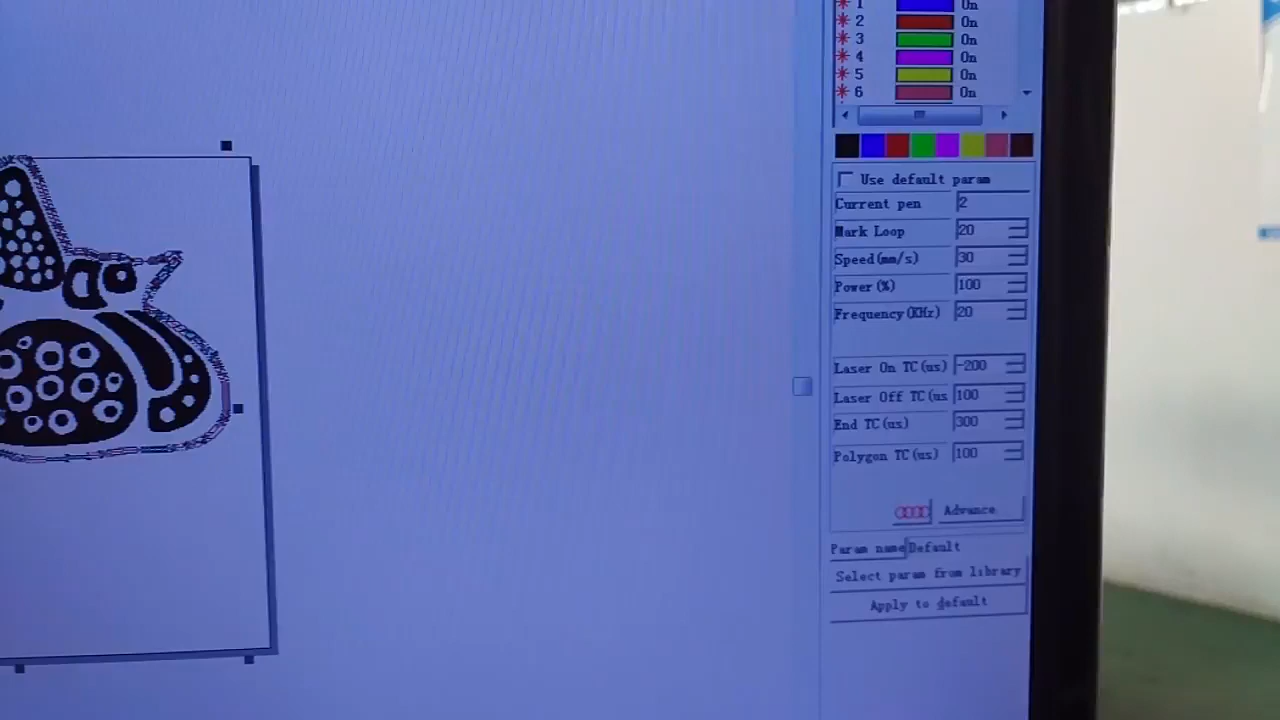 1 On
2 On
3 On
4 On
5 On
6 On
Use default param
Current pen 2
Mark Loop 20
Speed(mm/s) 30
Power(%) 100
Frequency(KHz) 20
Laser On TC(us) -200
Laser Off TC(us 100
End TC(us) 300
Polygon TC(us) 100
Advance
Param name Default
Select param from library
Apply to default